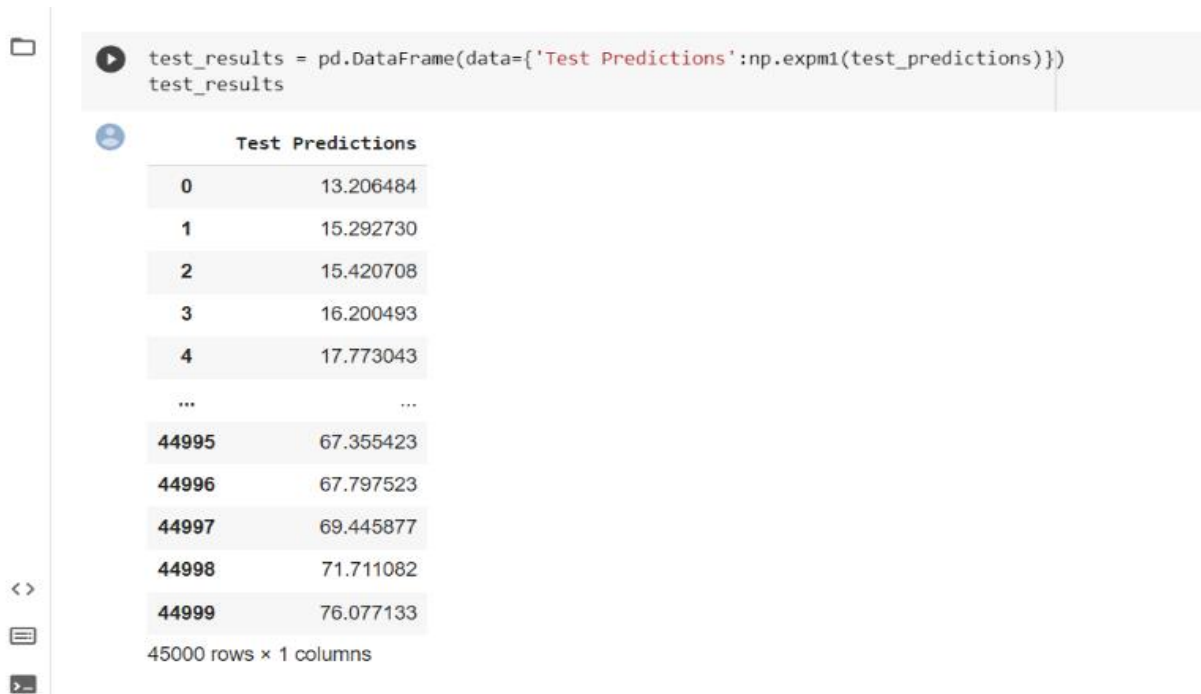 test_results = pd.DataFrame(data={'Test Predictions':np.expm1(test_predictions)})
test_results
Test Predictions
0 13.206484
1 15.292730
2 15.420708
3 16.200493
4 17.773043
... ...
44995 67.355423
44996 67.797523
44997 69.445877
44998 71.711082
44999 76.077133
45000 rows × 1 columns